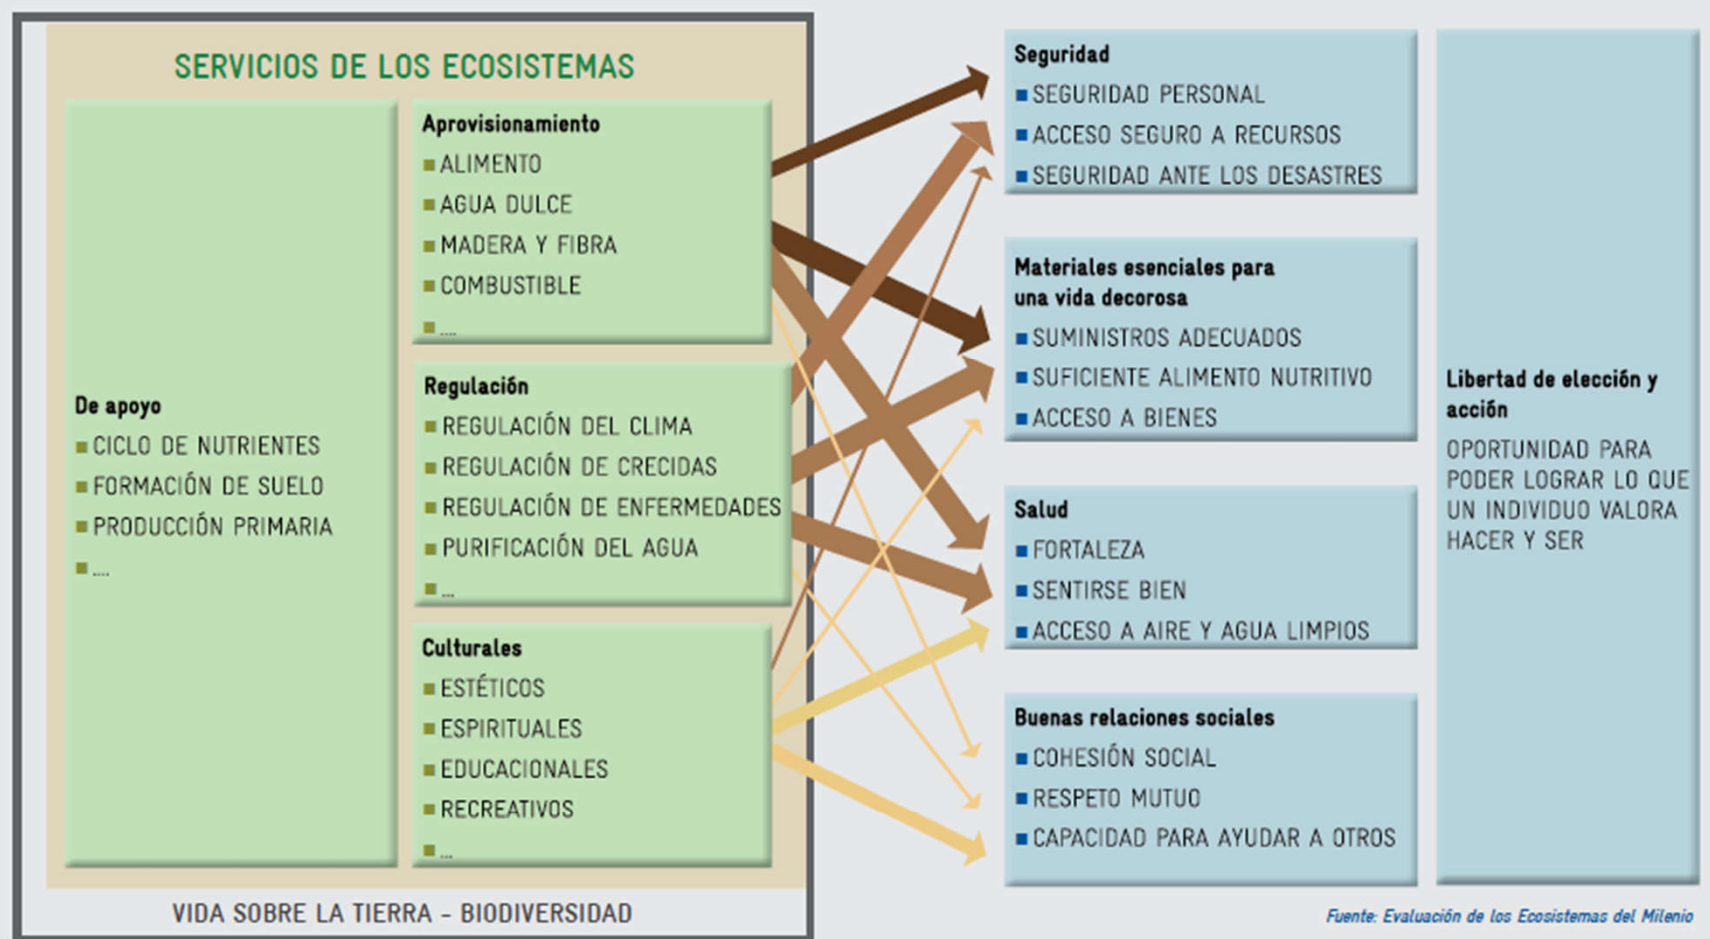 SERVICIOS DE LOS ECOSISTEMAS
De apoyo
■ CICLO DE NUTRIENTES
■ FORMACIÓN DE SUELO
■ PRODUCCIÓN PRIMARIA
■ ....
Aprovisionamiento
■ ALIMENTO
■ AGUA DULCE
■ MADERA Y FIBRA
■ COMBUSTIBLE
■ ....
Regulación
■ REGULACIÓN DEL CLIMA
■ REGULACIÓN DE CRECIDAS
■ REGULACIÓN DE ENFERMEDADES
■ PURIFICACIÓN DEL AGUA
■ ...
Culturales
■ ESTÉTICOS
■ ESPIRITUALES
■ EDUCACIONALES
■ RECREATIVOS
■ ...
VIDA SOBRE LA TIERRA - BIODIVERSIDAD
Seguridad
■ SEGURIDAD PERSONAL
■ ACCESO SEGURO A RECURSOS
■ SEGURIDAD ANTE LOS DESASTRES
Materiales esenciales para
una vida decorosa
■ SUMINISTROS ADECUADOS
■ SUFICIENTE ALIMENTO NUTRITIVO
■ ACCESO A BIENES
Salud
■ FORTALEZA
■ SENTIRSE BIEN
■ ACCESO A AIRE Y AGUA LIMPIOS
Buenas relaciones sociales
■ COHESIÓN SOCIAL
■ RESPETO MUTUO
■ CAPACIDAD PARA AYUDAR A OTROS
Libertad de elección y
acción
OPORTUNIDAD PARA
PODER LOGRAR LO QUE
UN INDIVIDUO VALORA
HACER Y SER
Fuente: Evaluación de los Ecosistemas del Milenio